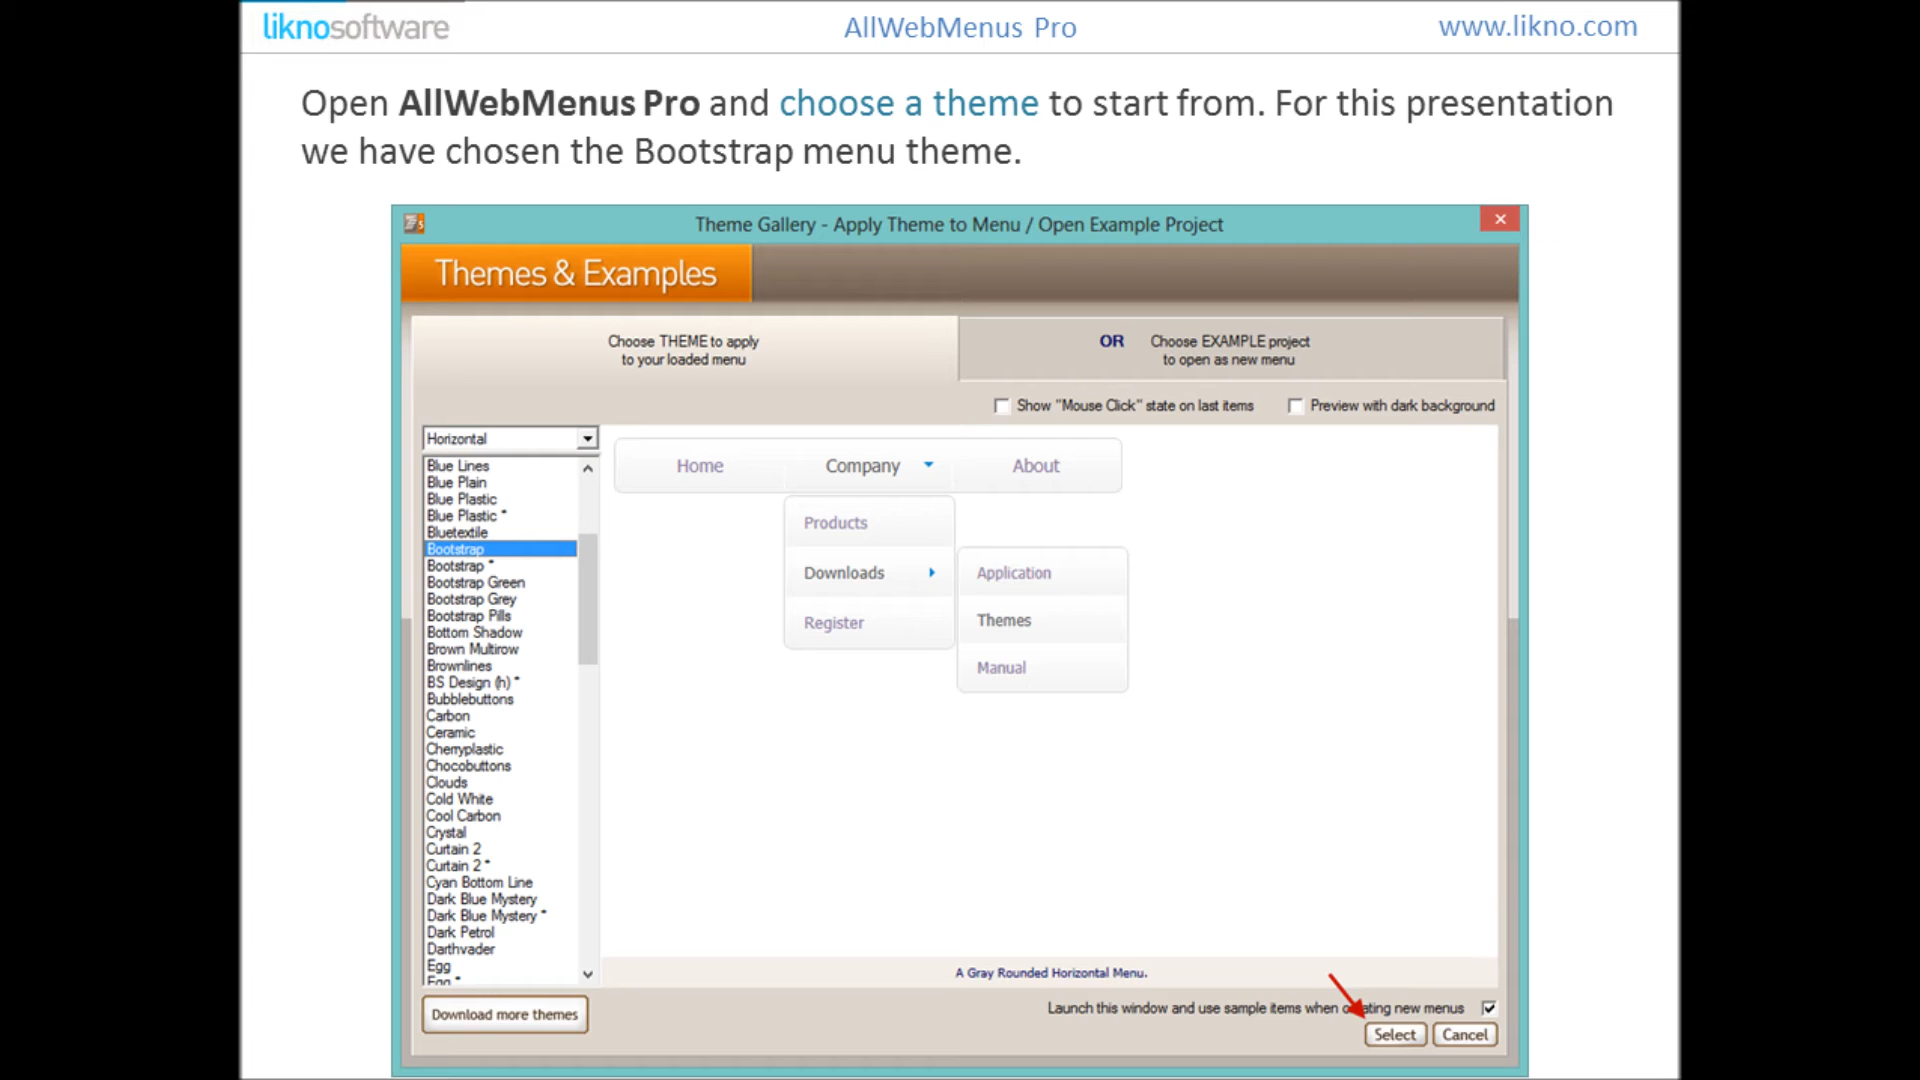 liknosoftware
AllWebMenus Pro
www.likno.com
Open AllWebMenus Pro and choose a theme to start from. For this presentation
we have chosen the Bootstrap menu theme.
Theme Gallery - Apply Theme to Menu / Open Example Project
Themes & Examples
Choose THEME to apply
to your loaded menu
OR Choose EXAMPLE project
to open as new menu
Show "Mouse Click" state on last items
Preview with dark background
Horizontal
Blue Lines
Blue Plain
Blue Plastic
Blue Plastic *
Bluetextile
Bootstrap
Bootstrap *
Bootstrap Green
Bootstrap Grey
Bootstrap Pills
Bottom Shadow
Brown Multirow
Brownlines
BS Design (h) *
Bubblebuttons
Carbon
Ceramic
Cherryplastic
Chocobuttons
Clouds
Cold White
Cool Carbon
Crystal
Curtain 2
Curtain 2 *
Cyan Bottom Line
Dark Blue Mystery
Dark Blue Mystery *
Dark Petrol
Darthvader
Egg
Egg *
Home
Company
About
Products
Downloads
Register
Application
Themes
Manual
A Gray Rounded Horizontal Menu.
Download more themes
Launch this window and use sample items when creating new menus
Select
Cancel